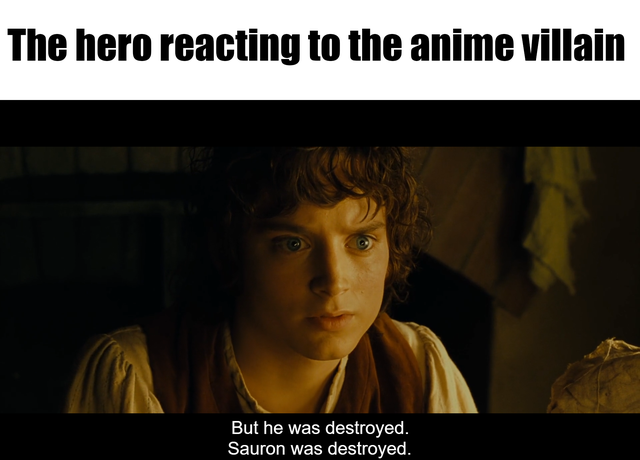 The hero reacting to the anime villain
But he was destroyed.
Sauron was destroyed.